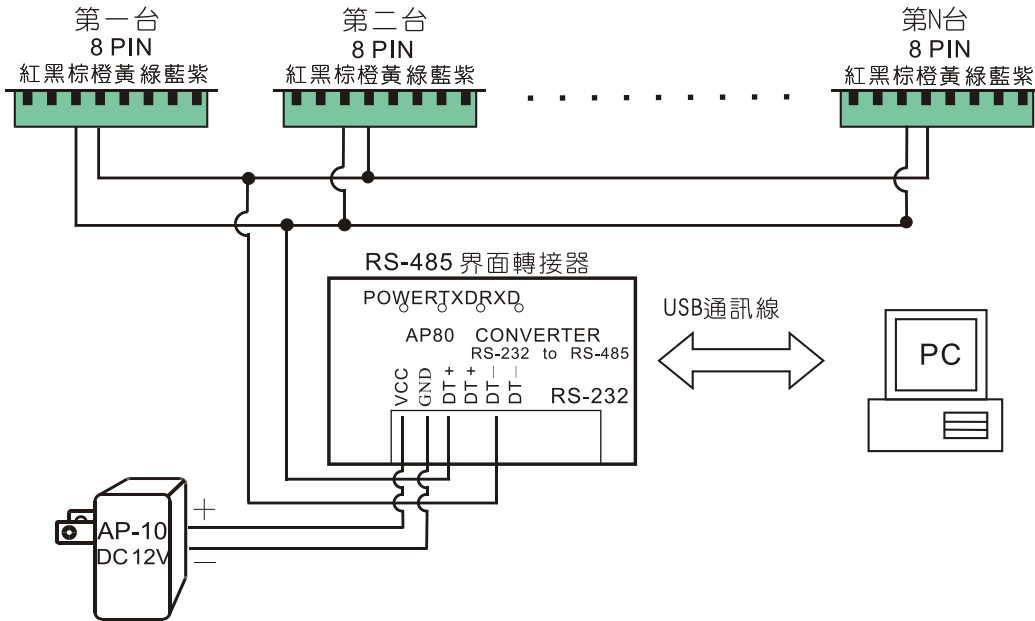 第一台
8 PIN
紅黑棕橙黃綠藍紫
第二台
8 PIN
紅黑棕橙黃綠藍紫
第N台
8 PIN
紅黑棕橙黃綠藍紫
RS-485 界面轉接器
POWERTXDRXD
AP80 CONVERTER
RS-232 to RS-485
VCC
GND
DT+
DT+
DT−
DT−
RS-232
USB通訊線
PC
AP-10
DC12V
+
−